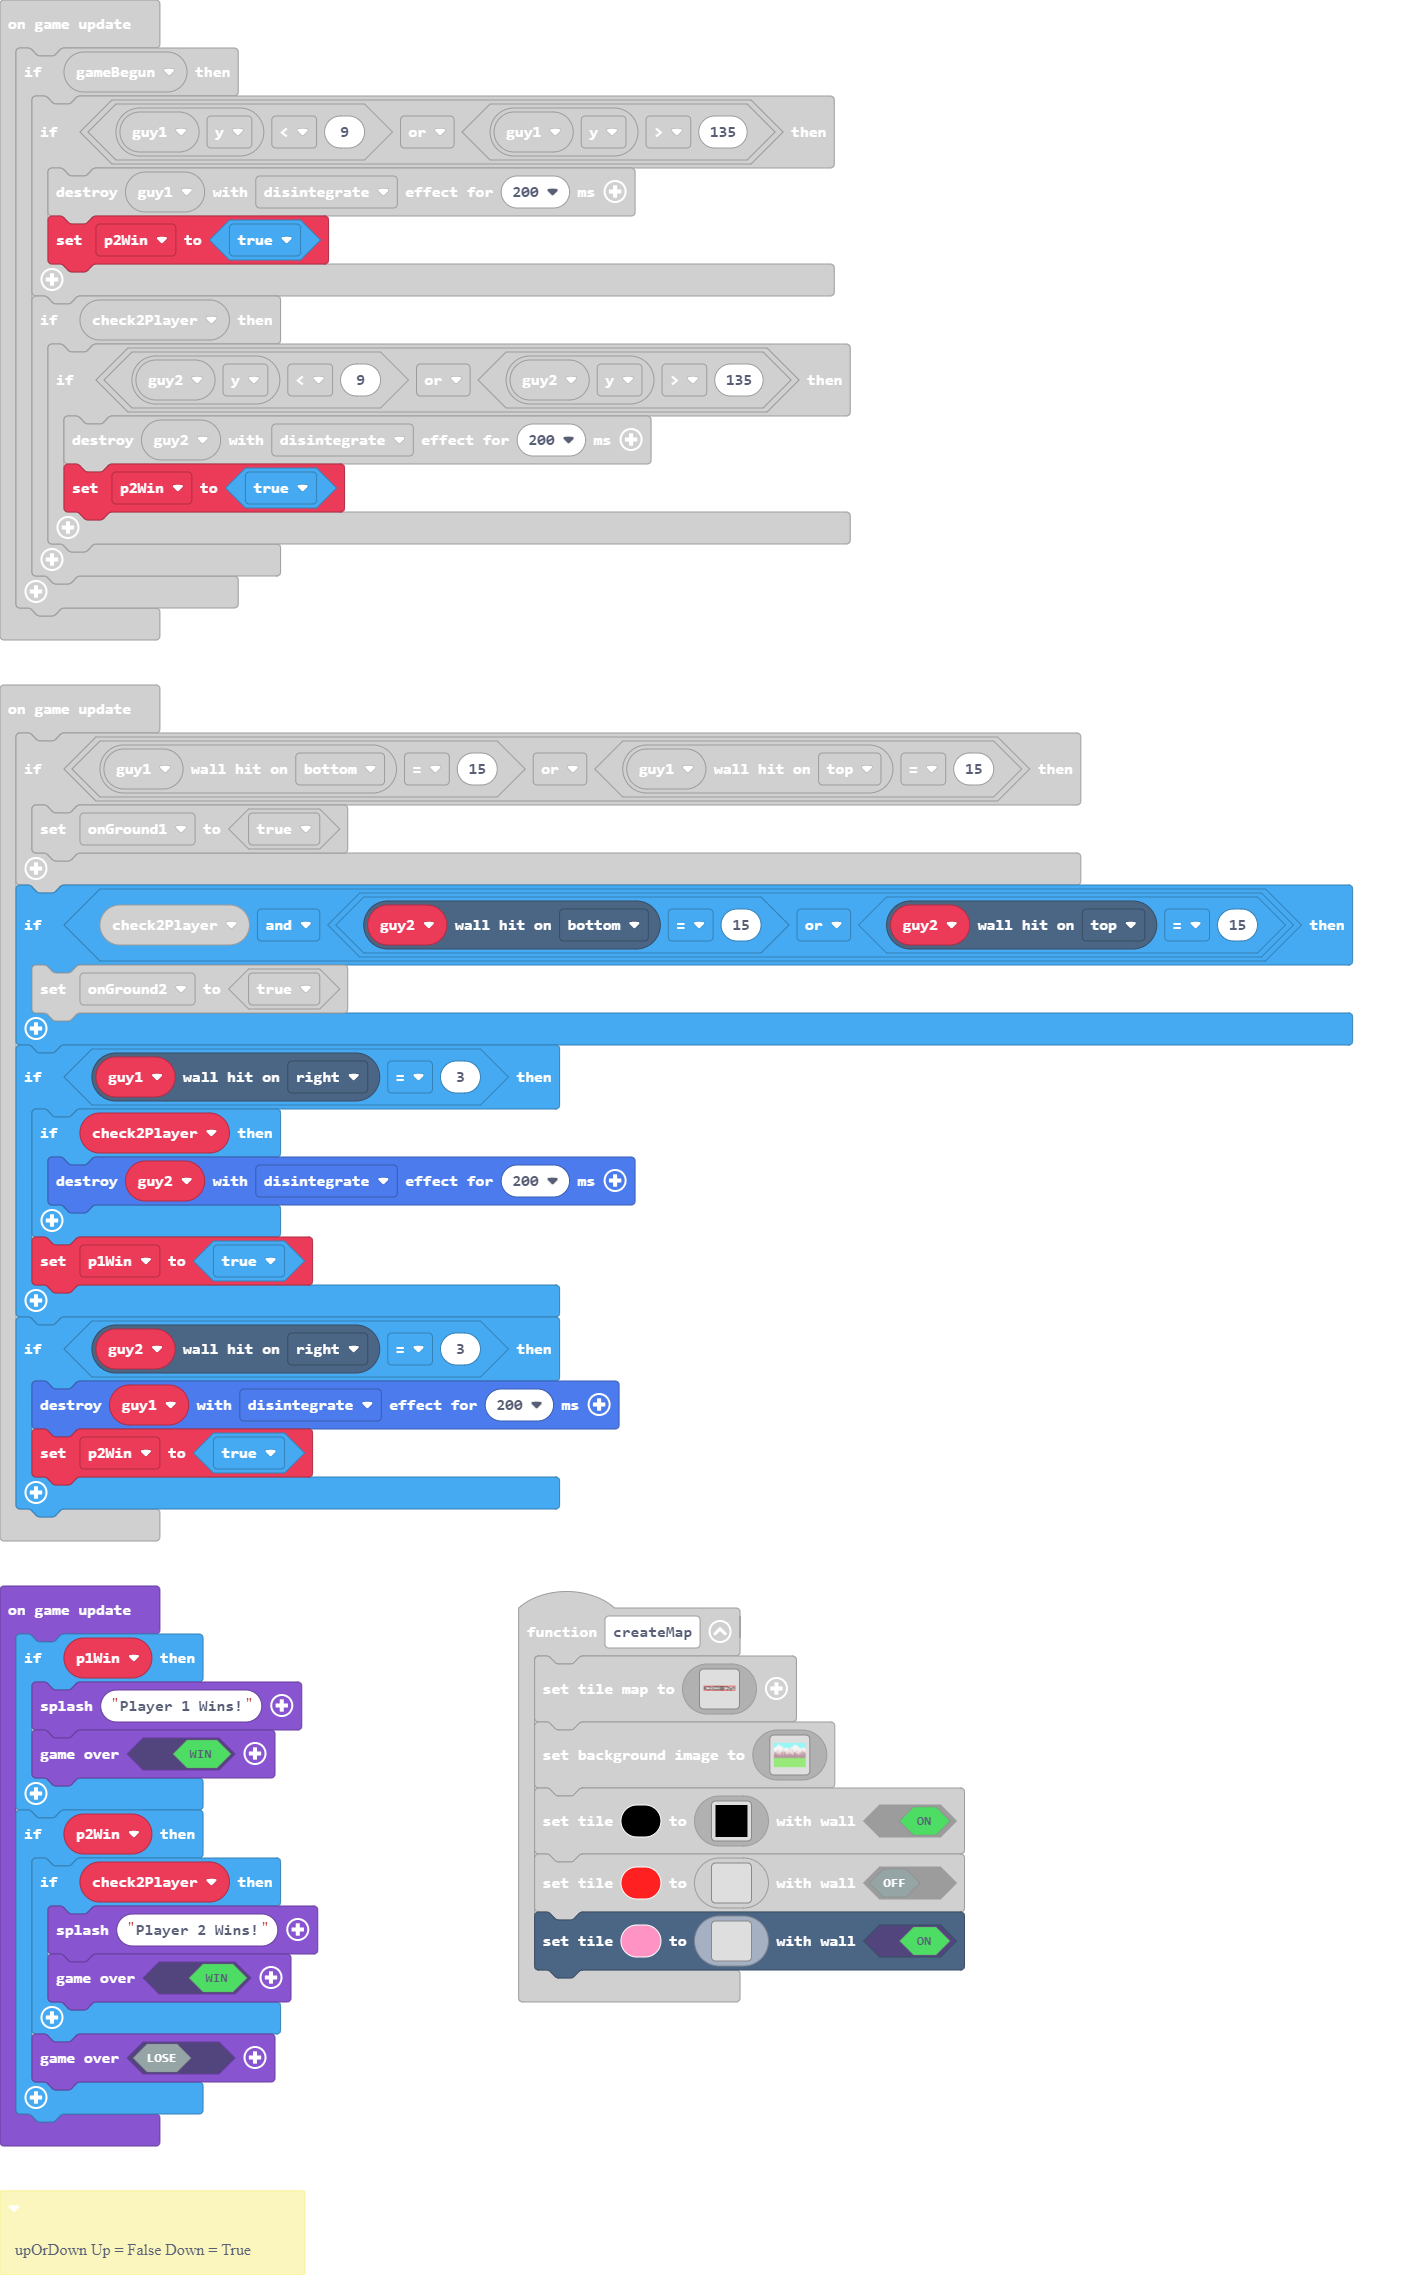 on game update
if gameBegun then
if guy1 y < 9 or guy1 y > 135 then
destroy guy1 with disintegrate effect for 200 ms
set p2Win to true
if check2Player then
if guy2 y < 9 or guy2 y > 135 then
destroy guy2 with disintegrate effect for 200 ms
set p2Win to true
on game update
if guy1 wall hit on bottom = 15 or guy1 wall hit on top = 15 then
set onGround1 to true
if check2Player and guy2 wall hit on bottom = 15 or guy2 wall hit on top = 15 then
set onGround2 to true
if guy1 wall hit on right = 3 then
if check2Player then
destroy guy2 with disintegrate effect for 200 ms
set p1Win to true
if guy2 wall hit on right = 3 then
destroy guy1 with disintegrate effect for 200 ms
set p2Win to true
on game update
if p1Win then
splash "Player 1 Wins!"
game over WIN
if p2Win then
if check2Player then
splash "Player 2 Wins!"
game over WIN
game over LOSE
function createMap
set tile map to
set background image to
set tile to with wall ON
set tile to with wall OFF
set tile to with wall ON
upOrDown Up = False Down = True